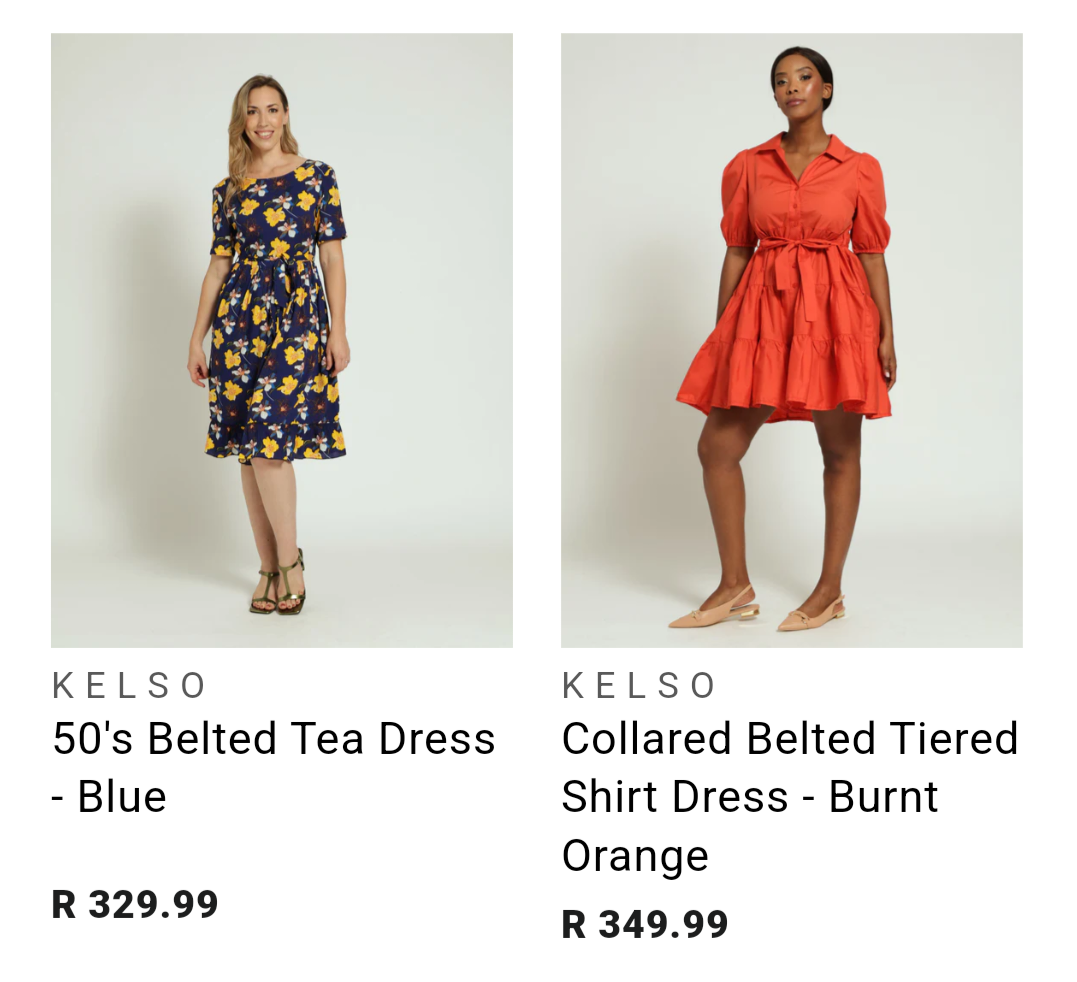 KELSO
50's Belted Tea Dress
- Blue
R 329.99
KELSO
Collared Belted Tiered
Shirt Dress - Burnt
Orange
R 349.99